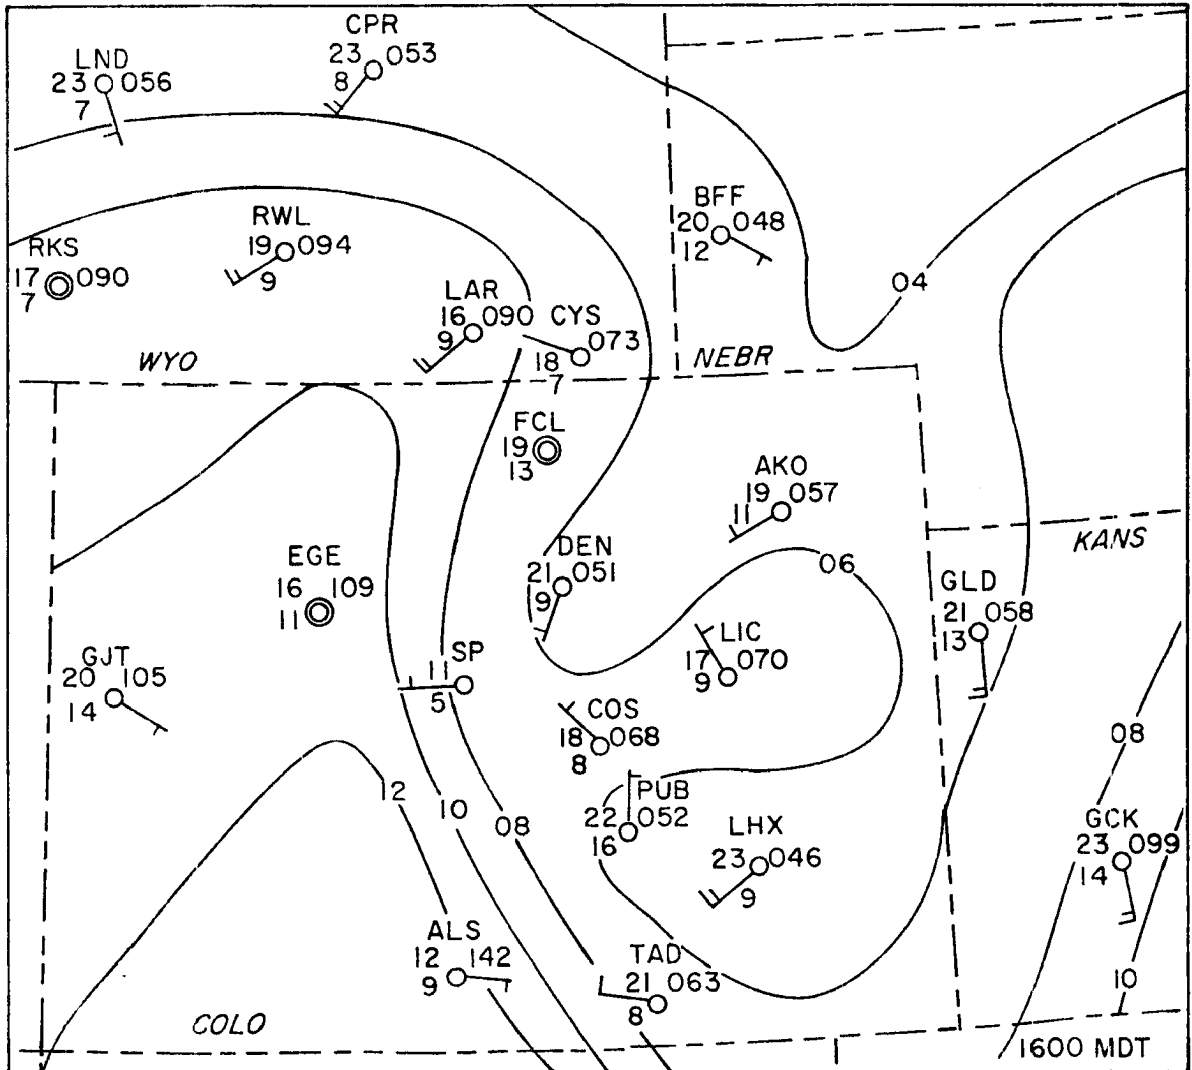 CPR
23 053
8
LND
23 056
7
BFF
20 048
12
RWL
19 094
9
RKS
17 090
7
04
LAR
16 090
9
CYS
073
18
7
WYO
NEBR
FCL
19
13
AKO
19 057
11
KANS
DEN
21 051
9
06
EGE
16 109
11
GLD
21 058
13
LIC
17 070
9
SP
11
5
GJT
20 105
14
COS
18 068
8
08
12
10
08
PUB
22 052
16
LHX
23 046
9
GCK
23 099
14
ALS
12 142
9
TAD
21 063
8
10
COLO
1600 MDT